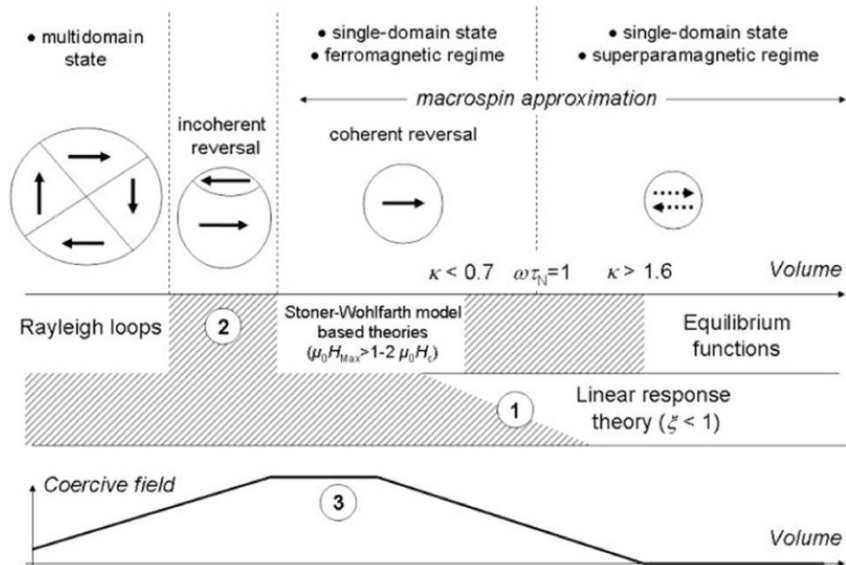 • multidomain
state
• single-domain state
• ferromagnetic regime
• single-domain state
• superparamagnetic regime
macrospin approximation
incoherent
reversal
coherent reversal
κ < 0.7
ωτN=1
κ > 1.6
Volume
Rayleigh loops
2
Stoner-Wohlfarth model
based theories
(μ0HMax>1-2 μ0Hc)
Equilibrium
functions
1
Linear response
theory (ξ < 1)
Coercive field
3
Volume